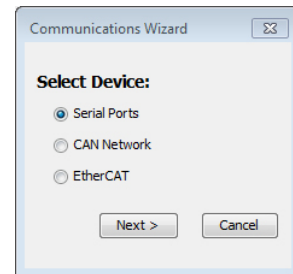 Communications Wizard
Select Device:
Serial Ports
CAN Network
EtherCAT
Next > Cancel